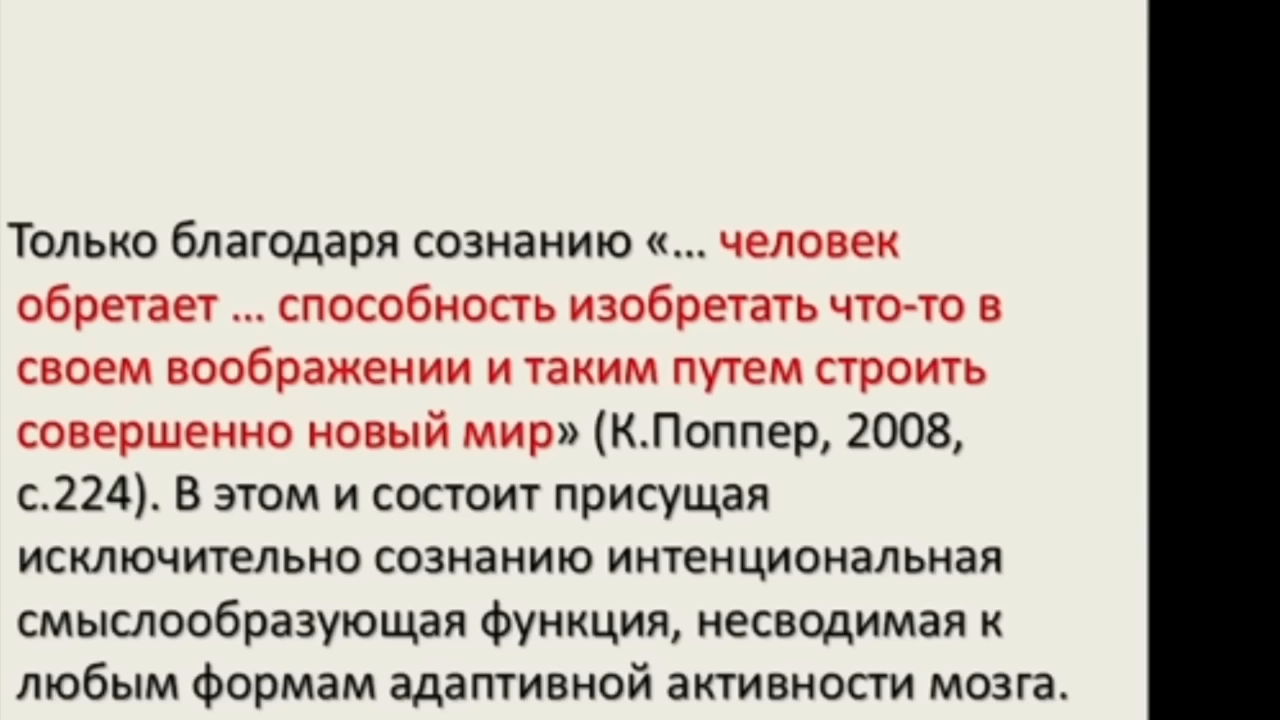 Только благодаря сознанию «... человек
обретает ... способность изобретать что-то в
своем воображении и таким путем строить
совершенно новый мир» (К.Поппер, 2008,
с.224). В этом и состоит присущая
исключительно сознанию интенциональная
смыслообразующая функция, несводимая к
любым формам адаптивной активности мозга.